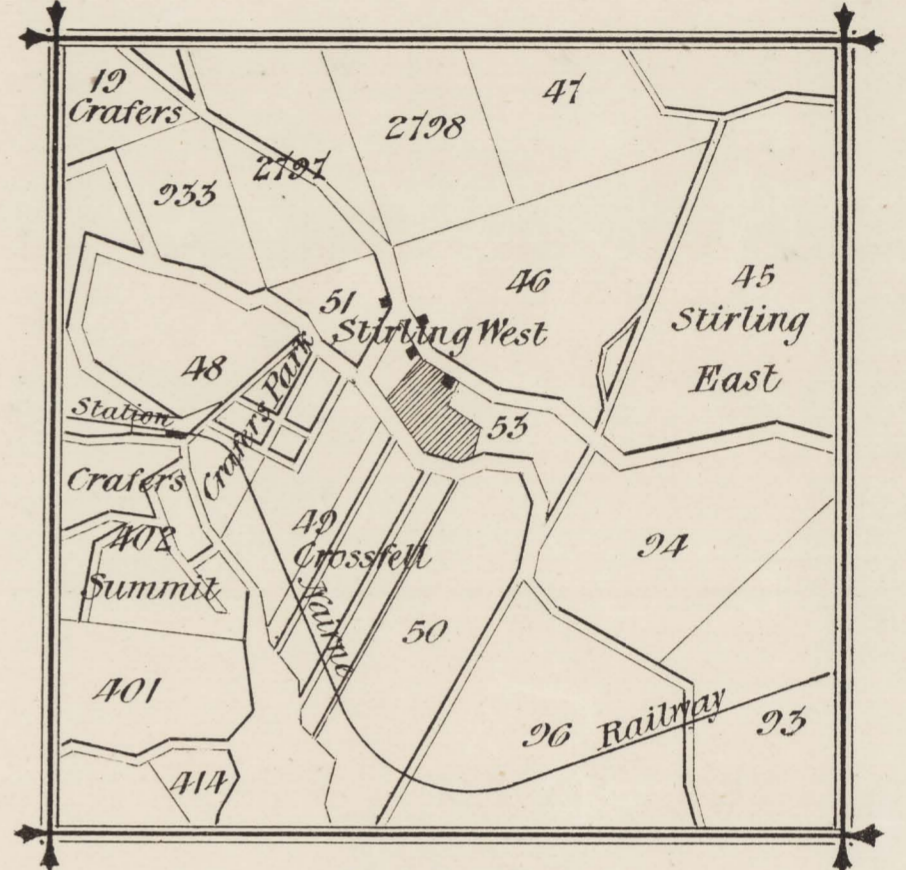 19
Crafers
47
2798
2797
933
46
45
51
Stirling West
Stirling
East
48
Crafers Park
Station
53
Crafers
49
402
Crossfell
94
Summit
Nairne
50
401
96
Railway
93
414